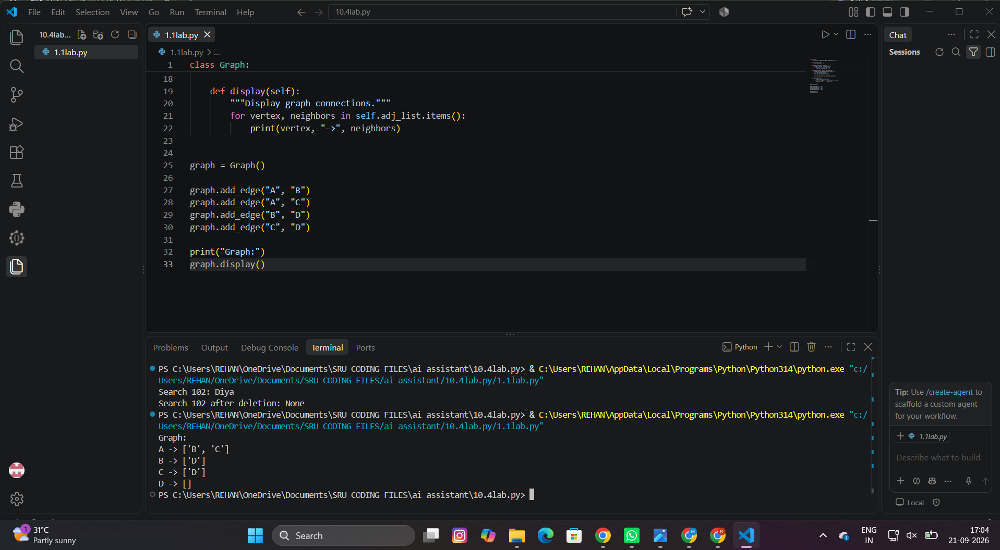 File Edit Selection View Go Run Terminal Help
10.4lab.py
10.4lab...
1.1lab.py
1.1lab.py
1.1lab.py > ...
1 class Graph:
18
19 def display(self):
20 """Display graph connections."""
21 for vertex, neighbors in self.adj_list.items():
22 print(vertex, "->", neighbors)
23
24
25 graph = Graph()
26
27 graph.add_edge("A", "B")
28 graph.add_edge("A", "C")
29 graph.add_edge("B", "D")
30 graph.add_edge("C", "D")
31
32 print("Graph:")
33 graph.display()
Problems Output Debug Console Terminal Ports
Python
PS C:\Users\REHAN\OneDrive\Documents\SRU CODING FILES\ai assistant\10.4lab.py> & C:\Users\REHAN\AppData\Local\Programs\Python\Python314\python.exe "c:/
Users/REHAN/OneDrive/Documents/SRU CODING FILES/ai assistant/10.4lab.py/1.1lab.py"
Search 102: Diya
Search 102 after deletion: None
PS C:\Users\REHAN\OneDrive\Documents\SRU CODING FILES\ai assistant\10.4lab.py> & C:\Users\REHAN\AppData\Local\Programs\Python\Python314\python.exe "c:/
Users/REHAN/OneDrive/Documents/SRU CODING FILES/ai assistant/10.4lab.py/1.1lab.py"
Graph:
A -> ['B', 'C']
B -> ['D']
C -> ['D']
D -> []
PS C:\Users\REHAN\OneDrive\Documents\SRU CODING FILES\ai assistant\10.4lab.py>
Chat
Sessions
Tip: Use /create-agent to
scaffold a custom agent
for your workflow.
1.1lab.py
Describe what to build
Local
1
31°C
Partly sunny
Search
M
R
ENG
IN
17:04
21-09-2026